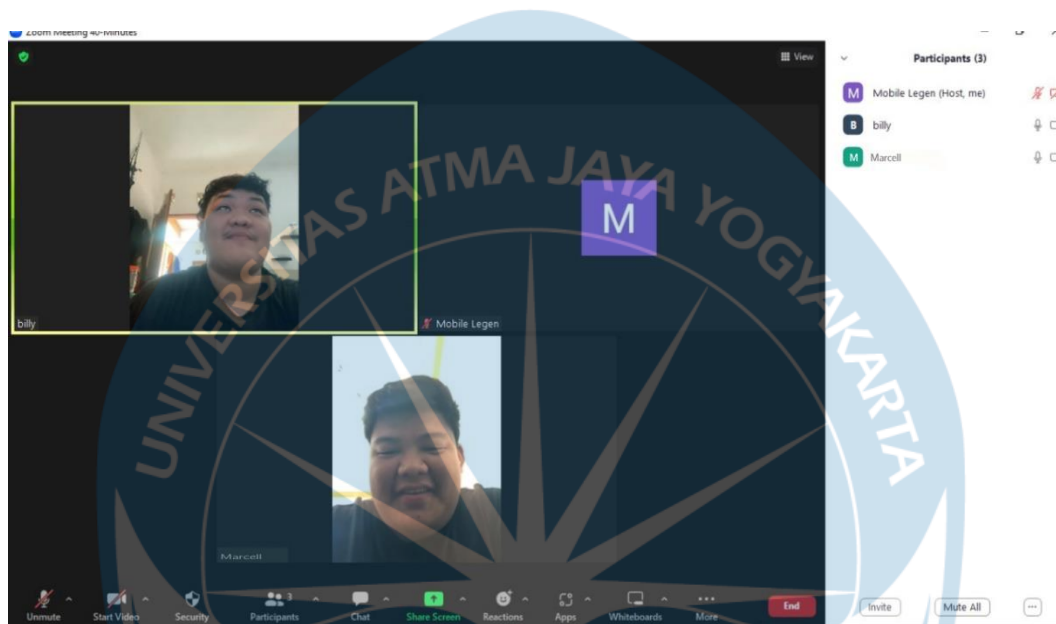 Zoom Meeting 40-Minutes
View
Participants (3)
M Mobile Legen (Host, me)
B billy
M Marcell
M
billy
Mobile Legen
Marcell
UNIVERSITAS ATMA JAYA YOGYAKARTA
Unmute
Start Video
Security
3
Participants
Chat
Share Screen
Reactions
Apps
Whiteboards
More
End
Invite
Mute All